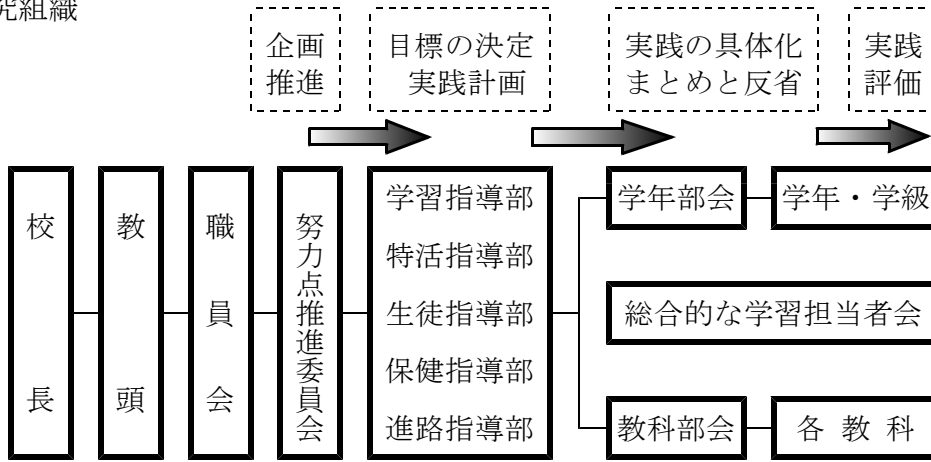 究組織
企画
推進
目標の決定
実践計画
実践の具体化
まとめと反省
実践
評価
校長
教頭
職員会
努力点推進委員会
学習指導部
特活指導部
生徒指導部
保健指導部
進路指導部
学年部会
学年・学級
総合的な学習担当者会
教科部会
各教科